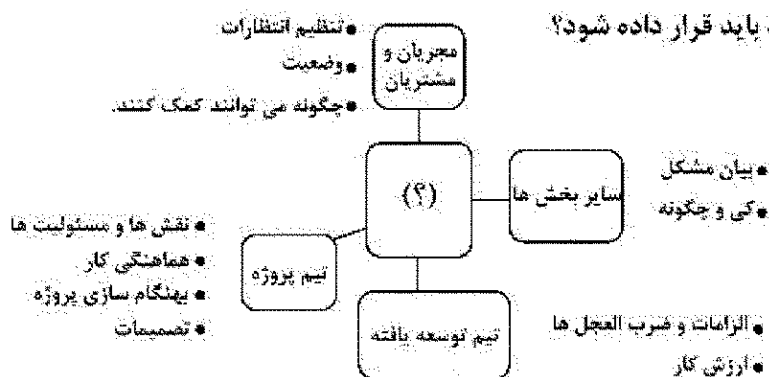 باید قرار داده شود؟
مجریان و
مشتریان
•تنظیم انتظارات
•وضعیت
•چگونه می توانند کمک کنند.
(؟)
سایر بخش ها
•بیان مشکل
•کی و چگونه
تیم پروژه
•نقش ها و مسئولیت ها
•هماهنگی کار
•بهنگام سازی پروژه
•تصمیمات
تیم توسعه یافته
•الزامات و ضرب العجل ها
•ارزش کار